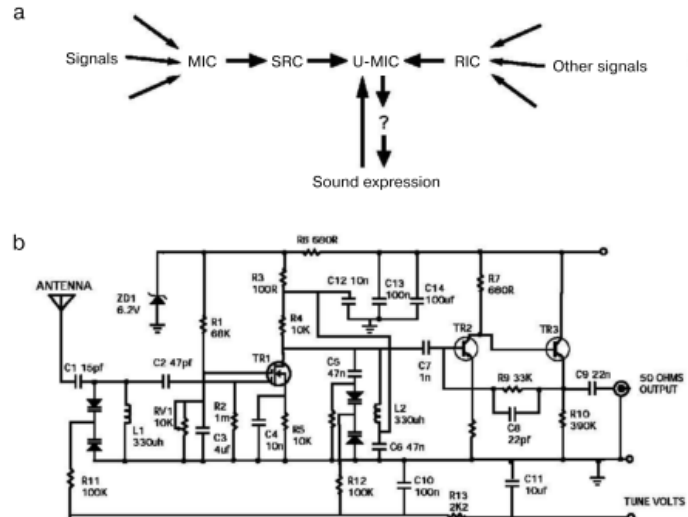 a
Signals
MIC
SRC
U-MIC
RIC
Other signals
?
Sound expression
b
R6 680R
ANTENNA
ZD1
6.2V
R3
100R
C12 10n
C13
100n
C14
100uf
R7
680R
R1
68K
R4
10K
TR1
TR2
TR3
C1 15pf
C2 47pf
C5
47n
C7
1n
R9 33K
C9 22n
50 OHMS
OUTPUT
L1
330uh
RV1
10K
R2
1m
C3
4uf
C4
10n
R5
10K
L2
330uh
C6 47n
C8
22pf
R10
390K
R11
100K
R12
100K
C10
100n
R13
2K2
C11
10uf
TUNE VOLTS